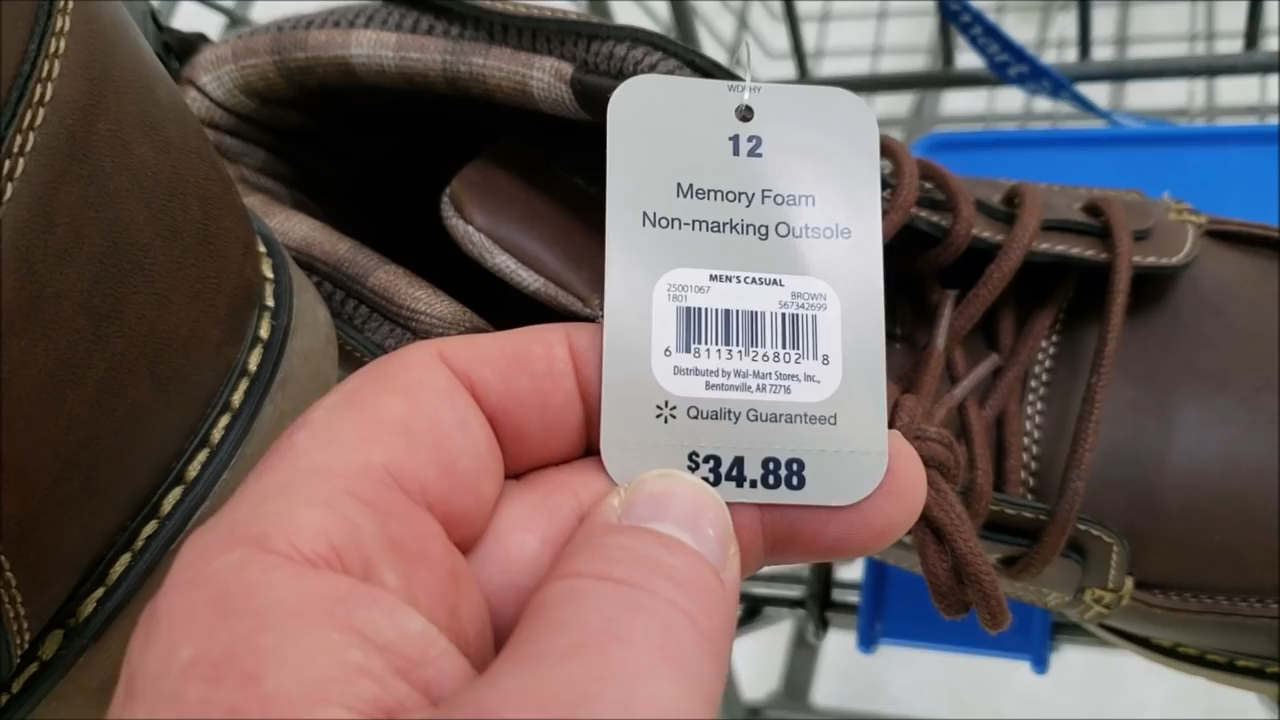 12
Memory Foam
Non-marking Outsole
MEN'S CASUAL
25001067 BROWN
1801 567342699
6 81131 26802 8
Distributed by Wal-Mart Stores, Inc.,
Bentonville, AR 72716
Quality Guaranteed
$34.88
mart